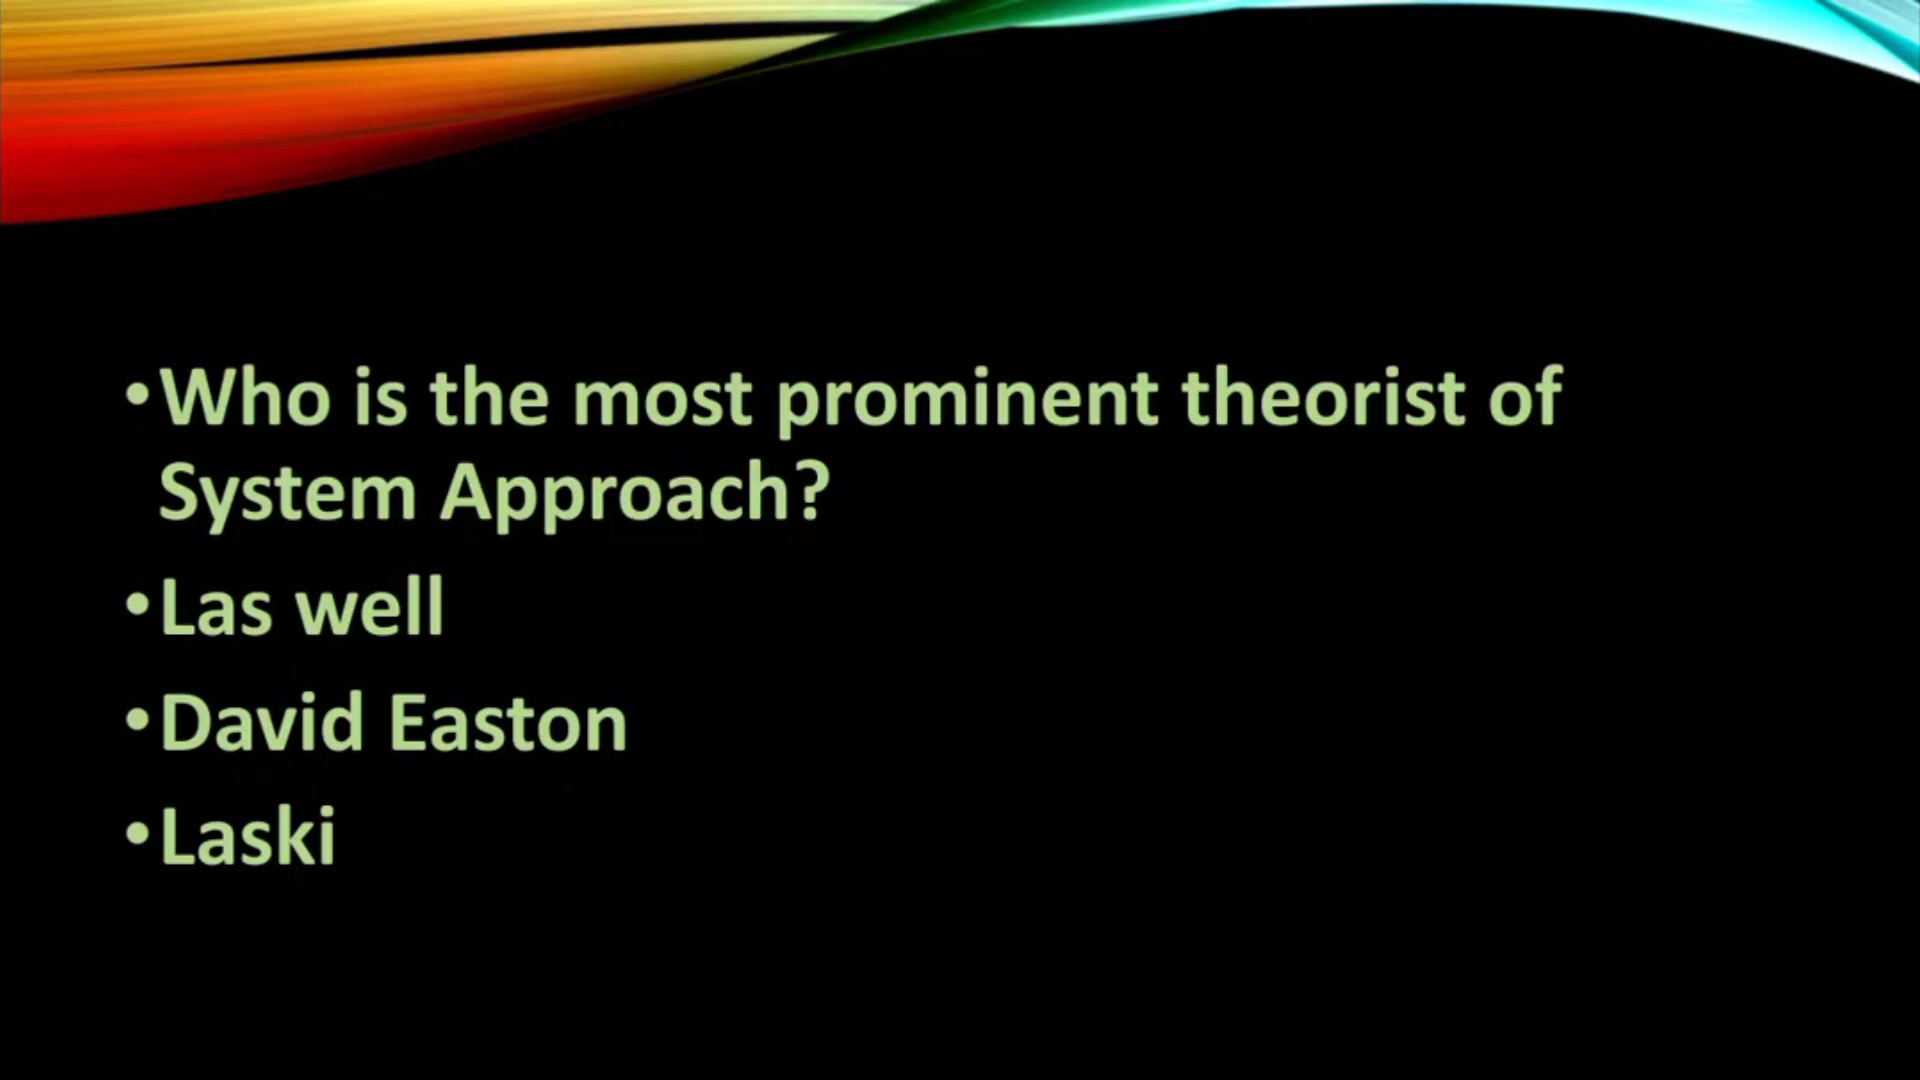 •Who is the most prominent theorist of
System Approach?
•Las well
•David Easton
•Laski